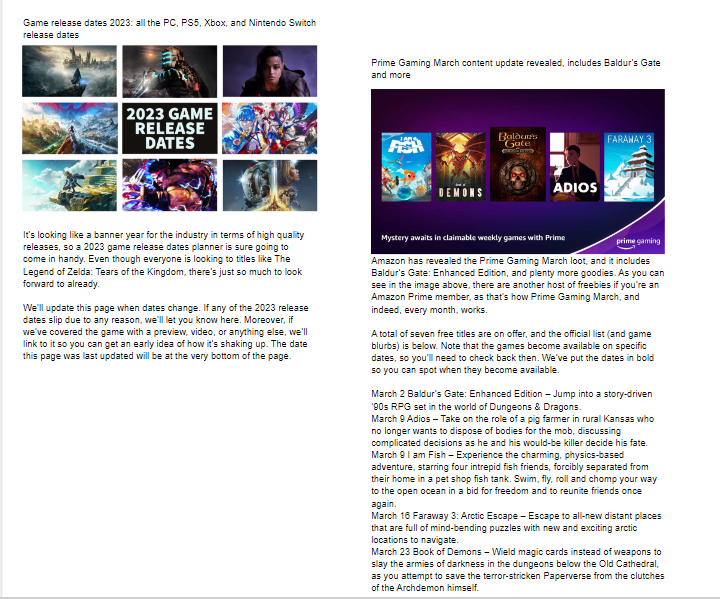 Game release dates 2023: all the PC, PS5, Xbox, and Nintendo Switch
release dates
2023 GAME
RELEASE
DATES
It's looking like a banner year for the industry in terms of high quality
releases, so a 2023 game release dates planner is sure going to
come in handy. Even though everyone is looking to titles like The
Legend of Zelda: Tears of the Kingdom, there's just so much to look
forward to already.
We'll update this page when dates change. If any of the 2023 release
dates slip due to any reason, we'll let you know here. Moreover, if
we've covered the game with a preview, video, or anything else, we'll
link to it so you can get an early idea of how it's shaking up. The date
this page was last updated will be at the very bottom of the page.
Prime Gaming March content update revealed, includes Baldur's Gate
and more
I AM
FISH
DEMONS
Baldur's
Gate
ADIOS
FARAWAY 3
Mystery awaits in claimable weekly games with Prime
prime gaming
Amazon has revealed the Prime Gaming March loot, and it includes
Baldur's Gate: Enhanced Edition, and plenty more goodies. As you can
see in the image above, there are another host of freebies if you're an
Amazon Prime member, as that's how Prime Gaming March, and
indeed, every month, works.
A total of seven free titles are on offer, and the official list (and game
blurbs) is below. Note that the games become available on specific
dates, so you'll need to check back then. We've put the dates in bold
so you can spot when they become available.
March 2 Baldur's Gate: Enhanced Edition – Jump into a story-driven
'90s RPG set in the world of Dungeons & Dragons.
March 9 Adios – Take on the role of a pig farmer in rural Kansas who
no longer wants to dispose of bodies for the mob, discussing
complicated decisions as he and his would-be killer decide his fate.
March 9 I am Fish – Experience the charming, physics-based
adventure, starring four intrepid fish friends, forcibly separated from
their home in a pet shop fish tank. Swim, fly, roll and chomp your way
to the open ocean in a bid for freedom and to reunite friends once
again.
March 16 Faraway 3: Arctic Escape – Escape to all-new distant places
that are full of mind-bending puzzles with new and exciting arctic
locations to navigate.
March 23 Book of Demons – Wield magic cards instead of weapons to
slay the armies of darkness in the dungeons below the Old Cathedral,
as you attempt to save the terror-stricken Paperverse from the clutches
of the Archdemon himself.